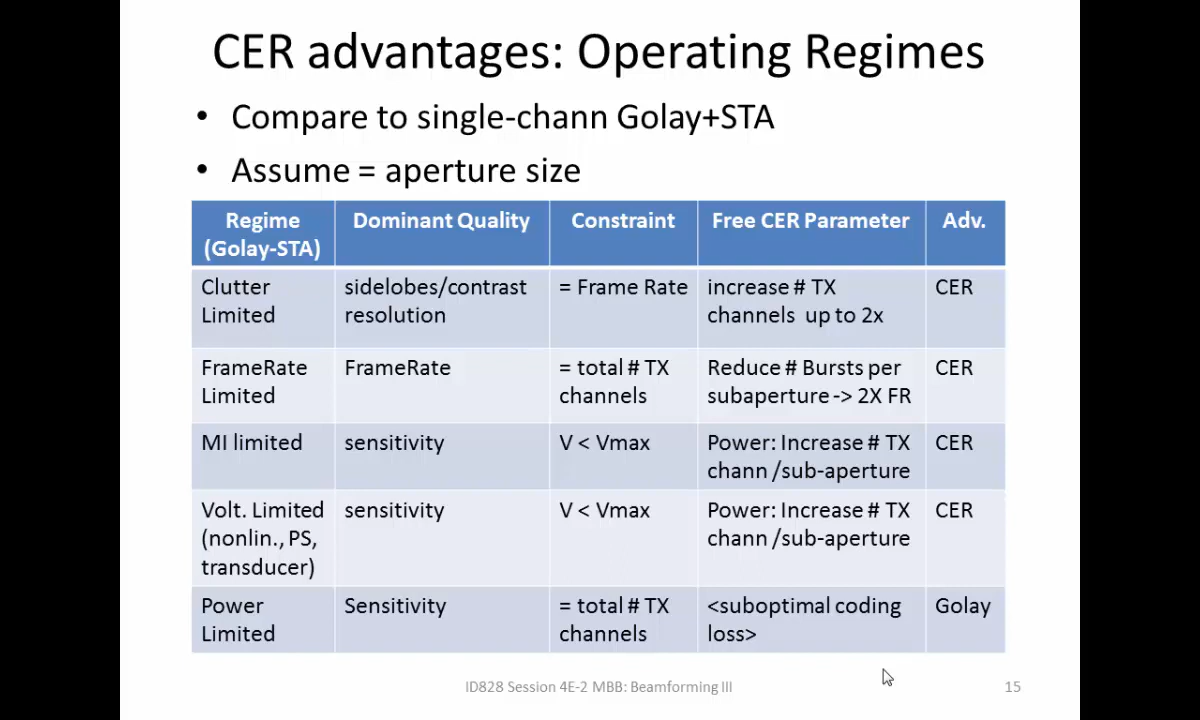 CER advantages: Operating Regimes
• Compare to single-chann Golay+STA
• Assume = aperture size
Regime (Golay-STA) Dominant Quality Constraint Free CER Parameter Adv.
Clutter Limited sidelobes/contrast resolution = Frame Rate increase # TX channels up to 2x CER
FrameRate Limited FrameRate = total # TX channels Reduce # Bursts per subaperture -> 2X FR CER
MI limited sensitivity V < Vmax Power: Increase # TX chann /sub-aperture CER
Volt. Limited (nonlin., PS, transducer) sensitivity V < Vmax Power: Increase # TX chann /sub-aperture CER
Power Limited Sensitivity = total # TX channels <suboptimal coding loss> Golay
ID828 Session 4E-2 MBB: Beamforming III 15